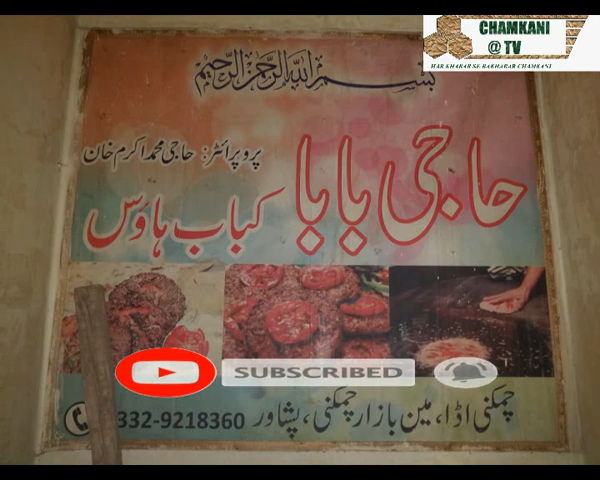 CHAMKANI
@ TV
HAR KHABAR SE BAKHABAR CHAMKANI
بسم اللہ الرحمن الرحیم
حاجی بابا
پروپرائٹر: حاجی محمد اکرم خان
کباب ہاؤس
SUBSCRIBED
چمکنی اڈا، مین بازار چمکنی، پشاور
332-9218360